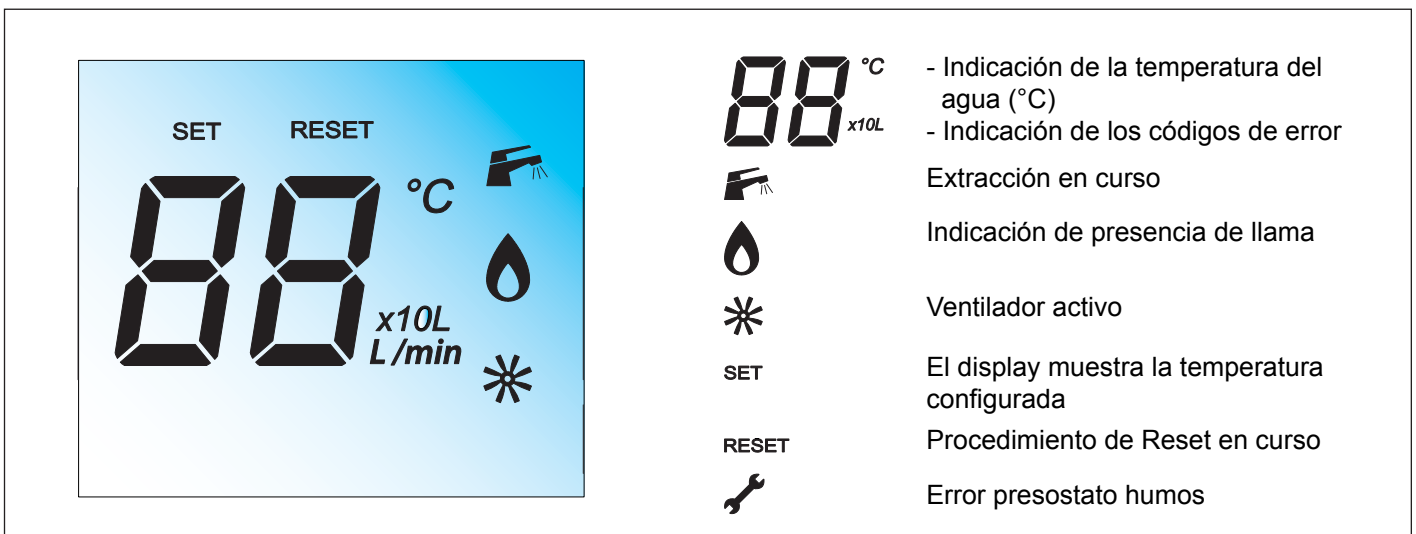 SET RESET
88 °C
x10L
L/min
88 °C
x10L
- Indicación de la temperatura del
agua (°C)
- Indicación de los códigos de error
Extracción en curso
Indicación de presencia de llama
Ventilador activo
SET El display muestra la temperatura
configurada
RESET Procedimiento de Reset en curso
Error presostato humos